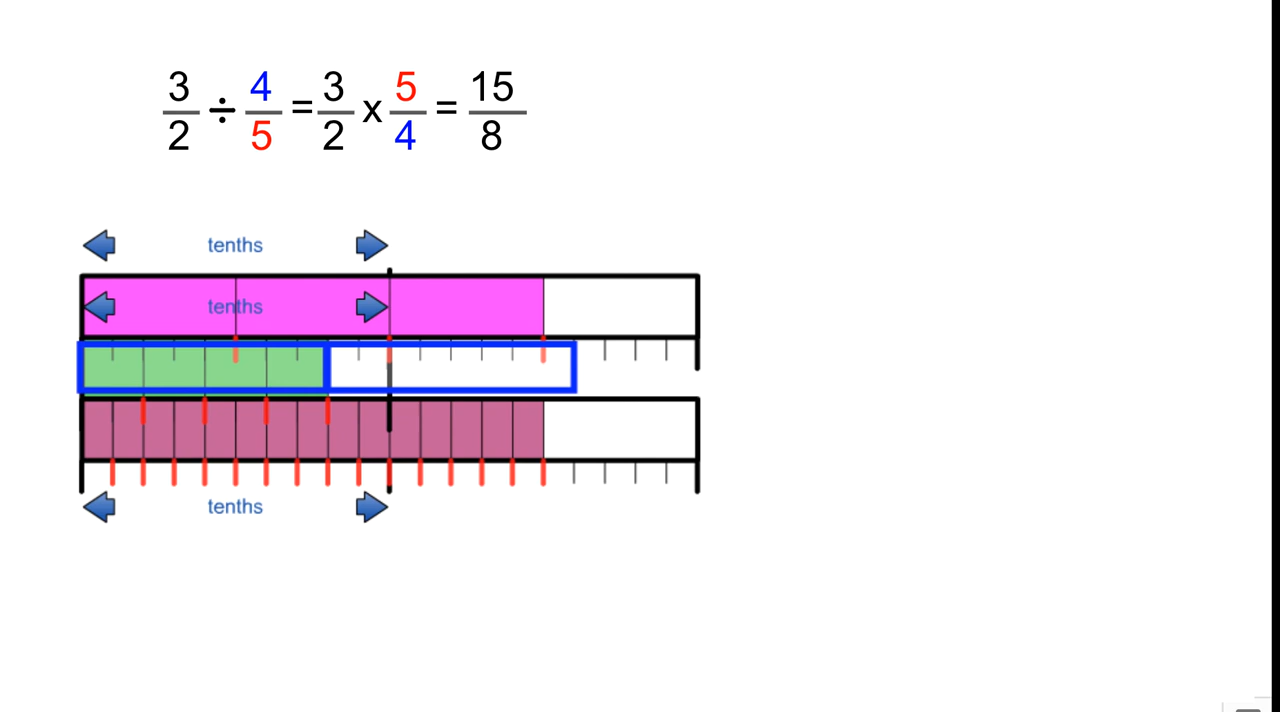 3/2 ÷ 4/5 = 3/2 x 5/4 = 15/8
tenths
tenths
tenths